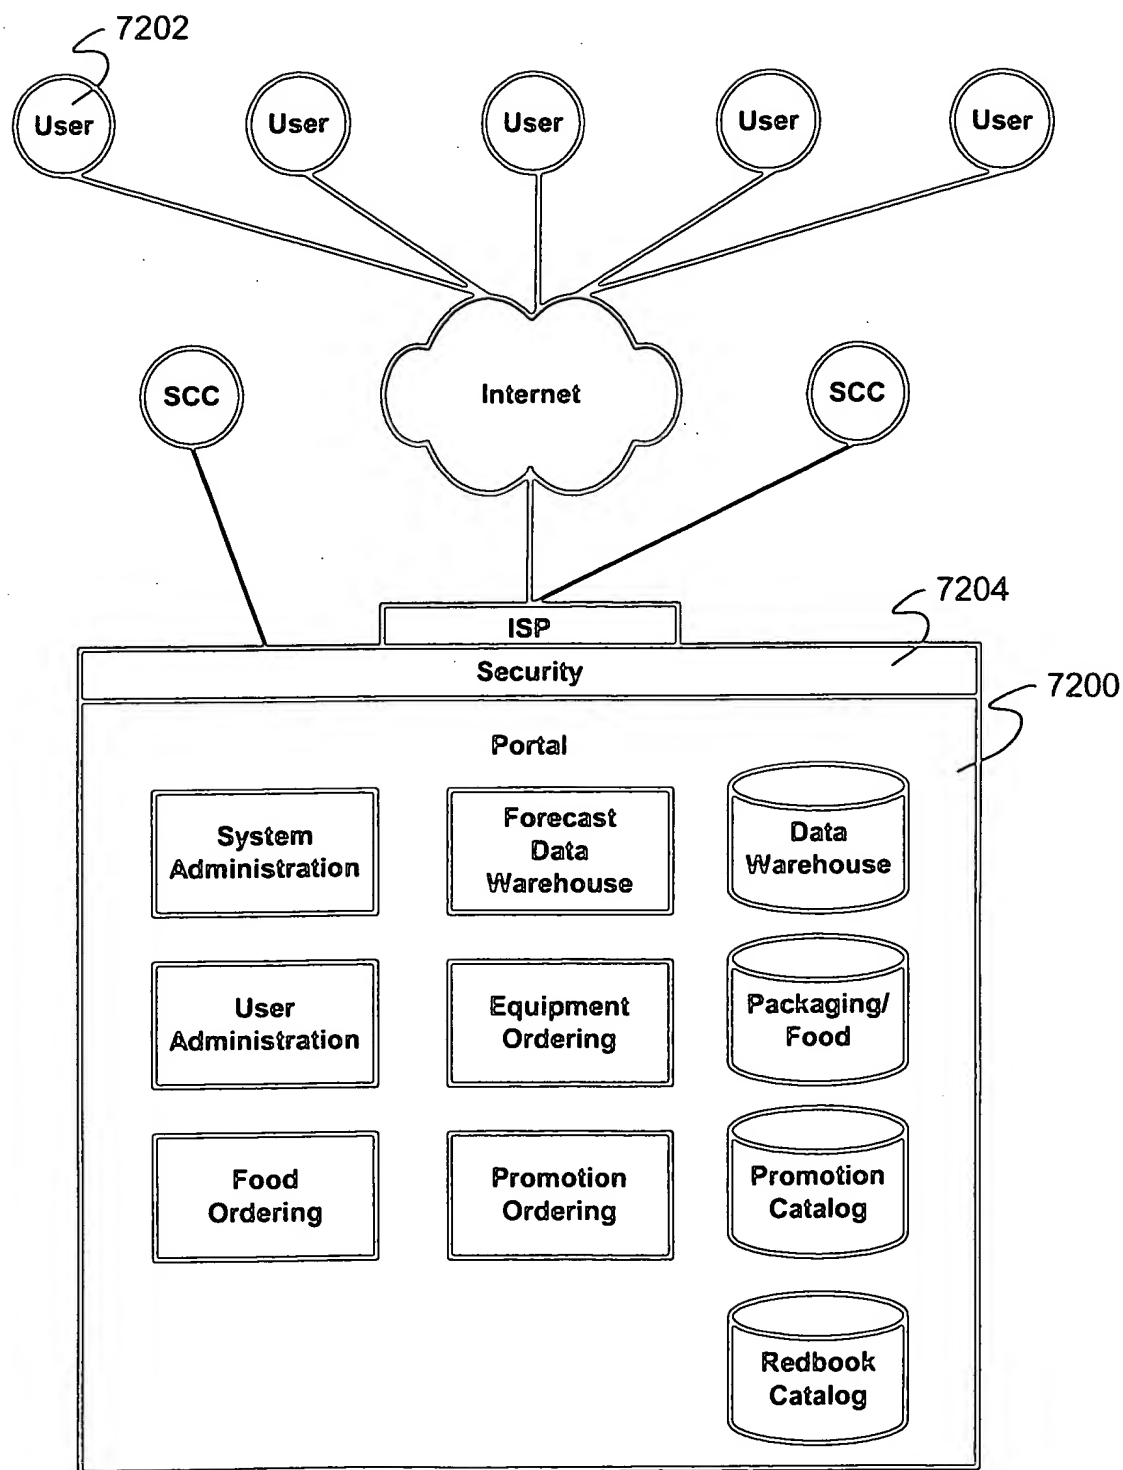 7202
User
User
User
User
User
SCC
Internet
SCC
7204
ISP
Security
7200
Portal
System
Administration
Forecast
Data
Warehouse
Data
Warehouse
User
Administration
Equipment
Ordering
Packaging/
Food
Food
Ordering
Promotion
Ordering
Promotion
Catalog
Redbook
Catalog